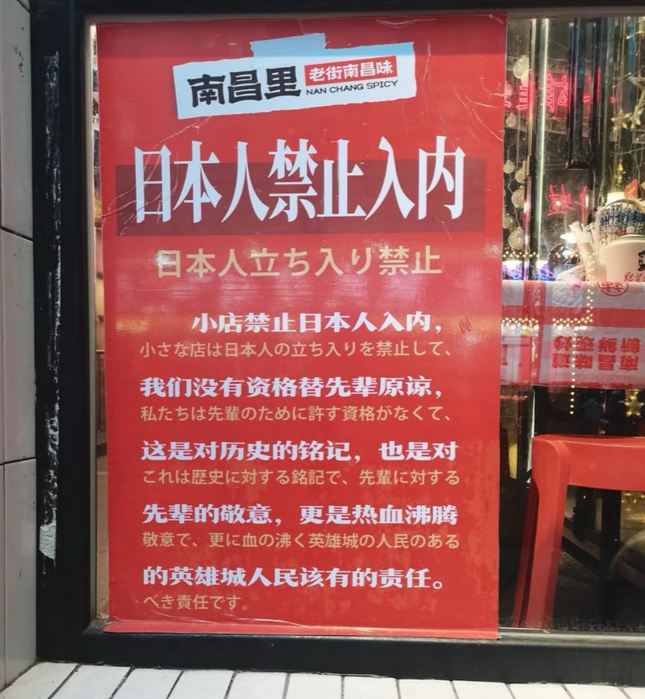 南昌里
老街南昌味
NAN CHANG SPICY
日本人禁止入内
日本人立ち入り禁止
小店禁止日本人入内，
小さな店は日本人の立ち入りを禁止して、
我们没有资格替先辈原谅，
私たちは先輩のために許す資格がなくて、
这是对历史的铭记，也是对
これは歴史に対する銘記で、先輩に対する
先辈的敬意，更是热血沸腾
敬意で、更に血の沸く英雄城の人民のある
的英雄城人民该有的责任。
べき責任です。
南昌味道
新鲜现炒